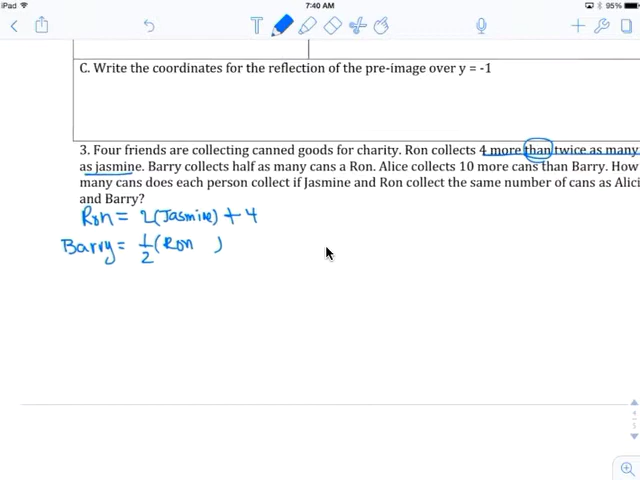 iPad
7:40 AM
95%
C. Write the coordinates for the reflection of the pre-image over y = -1
3. Four friends are collecting canned goods for charity. Ron collects 4 more than twice as many
as jasmine. Barry collects half as many cans a Ron. Alice collects 10 more cans than Barry. How
many cans does each person collect if Jasmine and Ron collect the same number of cans as Alici
and Barry?
Ron = 2(Jasmine) + 4
Barry = 1/2 (Ron )
4
5